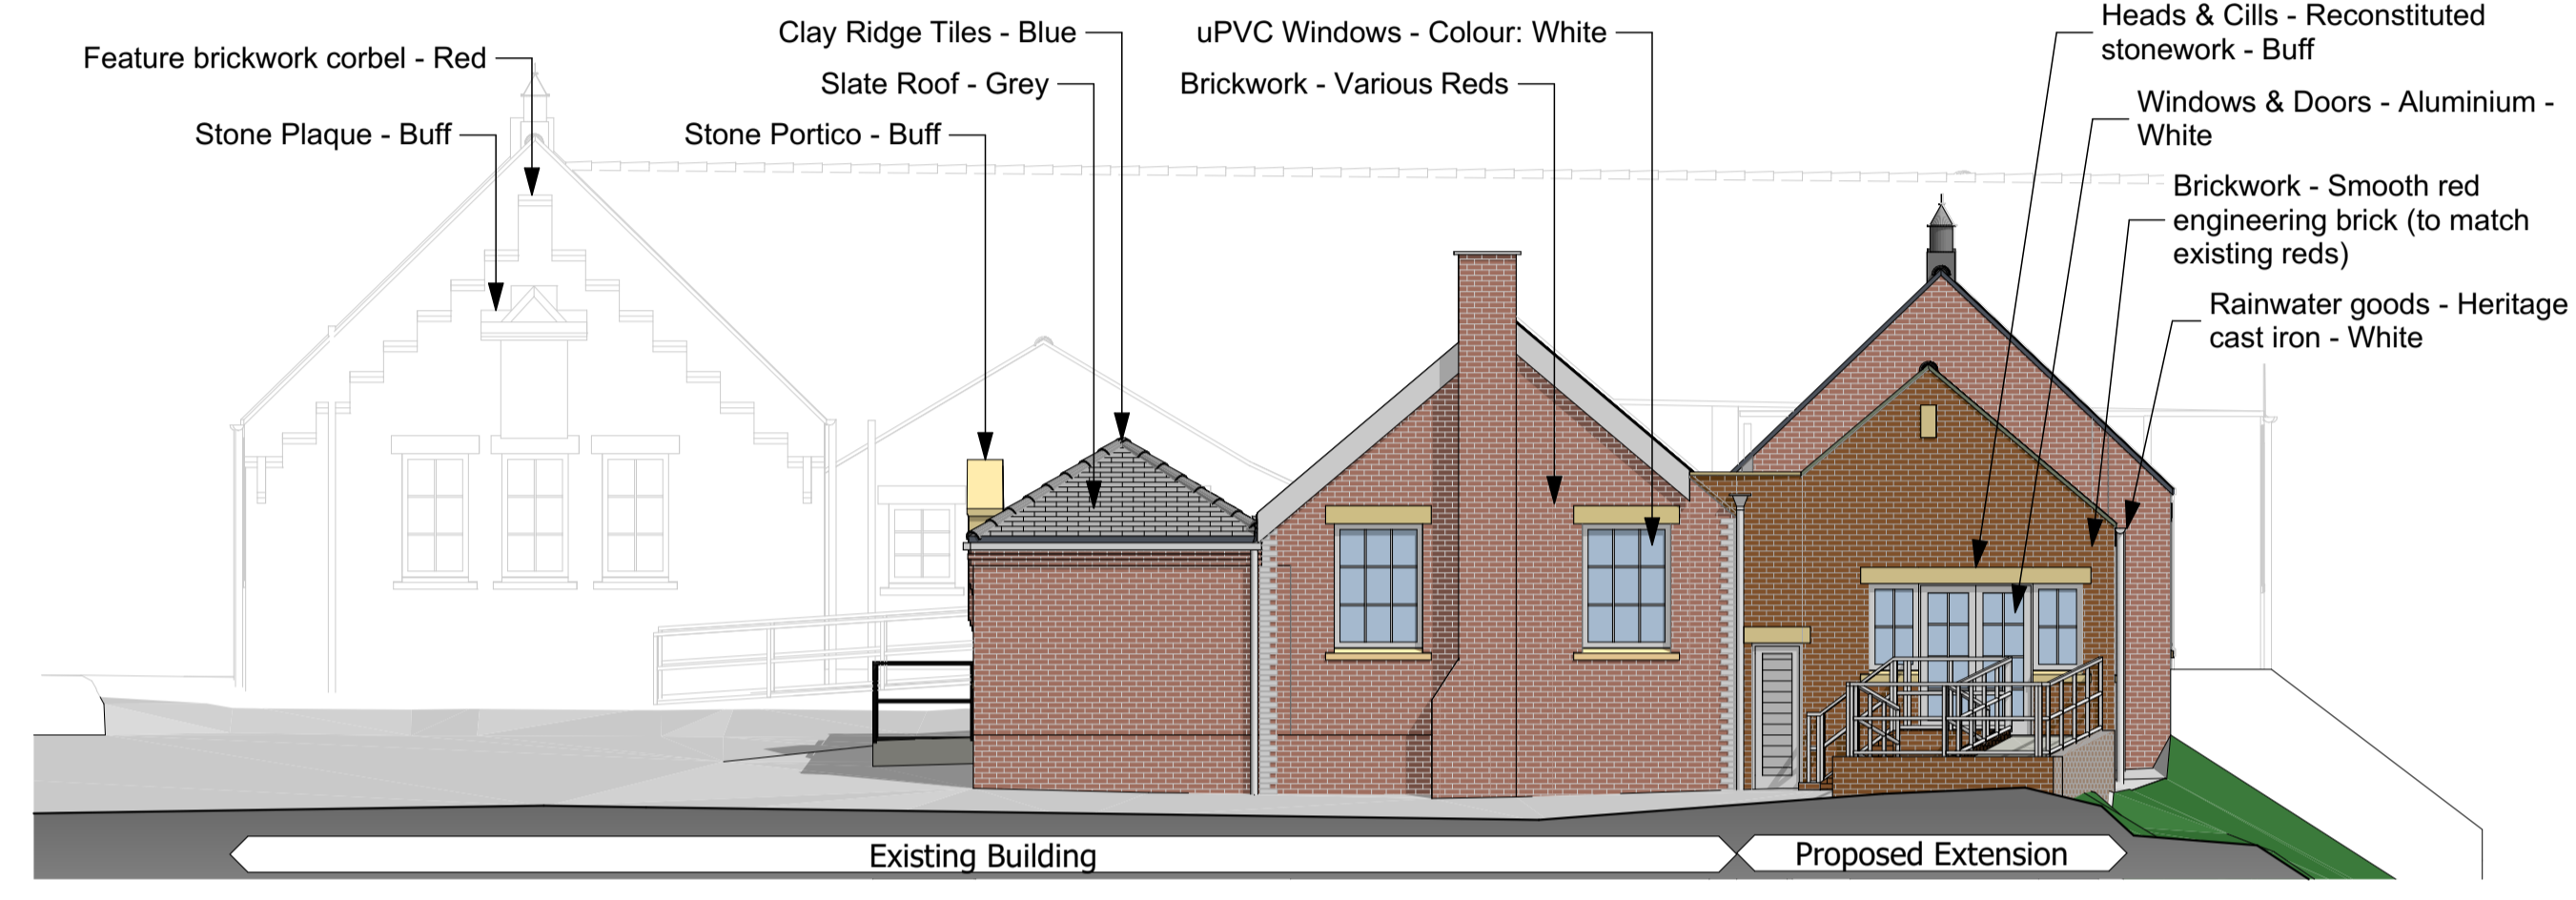 Feature brickwork corbel - Red
Stone Plaque - Buff
Clay Ridge Tiles - Blue
Slate Roof - Grey
Stone Portico - Buff
uPVC Windows - Colour: White
Brickwork - Various Reds
Heads & Cills - Reconstituted
stonework - Buff
Windows & Doors - Aluminium -
White
Brickwork - Smooth red
engineering brick (to match
existing reds)
Rainwater goods - Heritage
cast iron - White
Existing Building
Proposed Extension